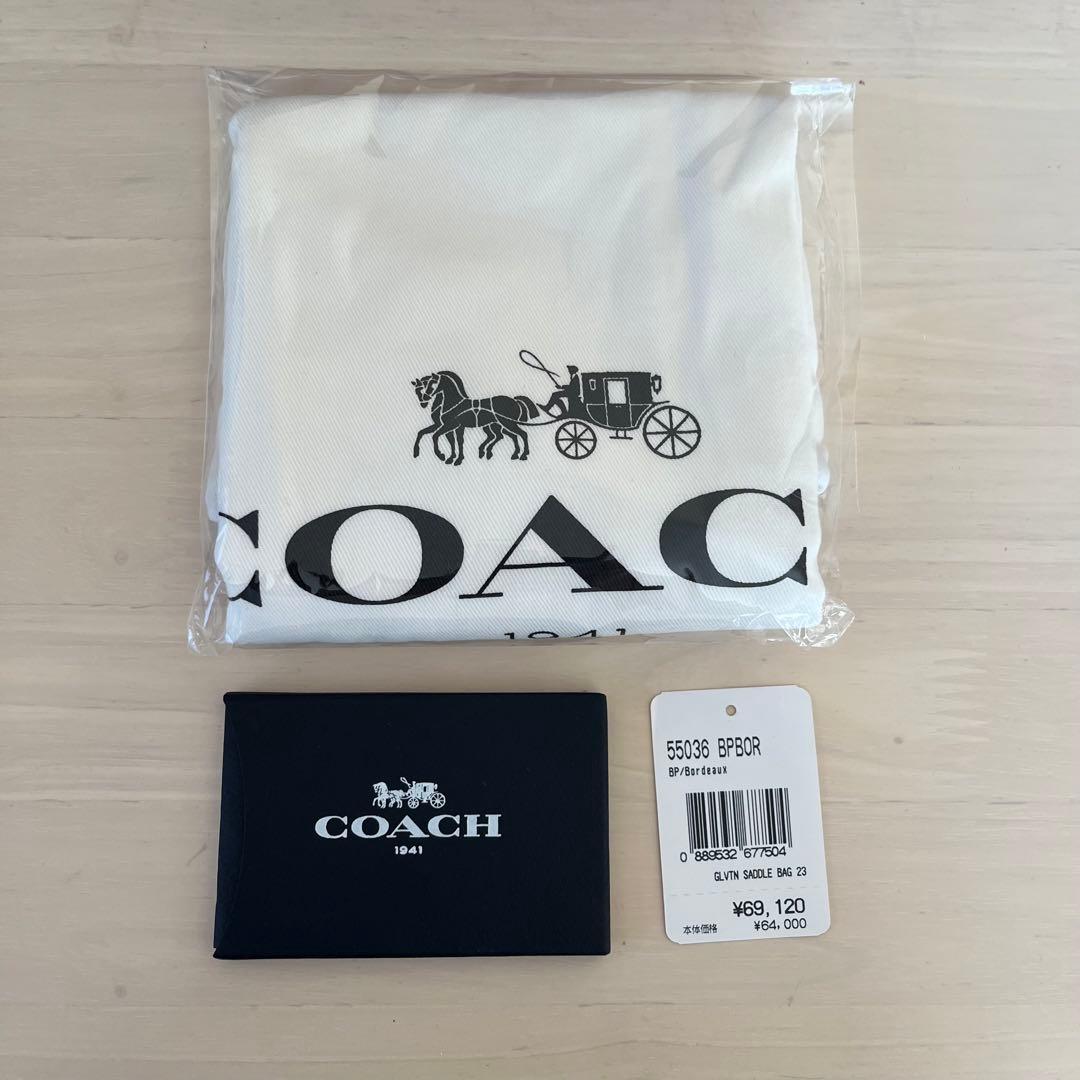 COAC
1941
COACH
1941
55036 BPBOR
BP/Bordeaux
0 889532 677504
GLVTN SADDLE BAG 23
¥69,120
本体価格 ¥64,000